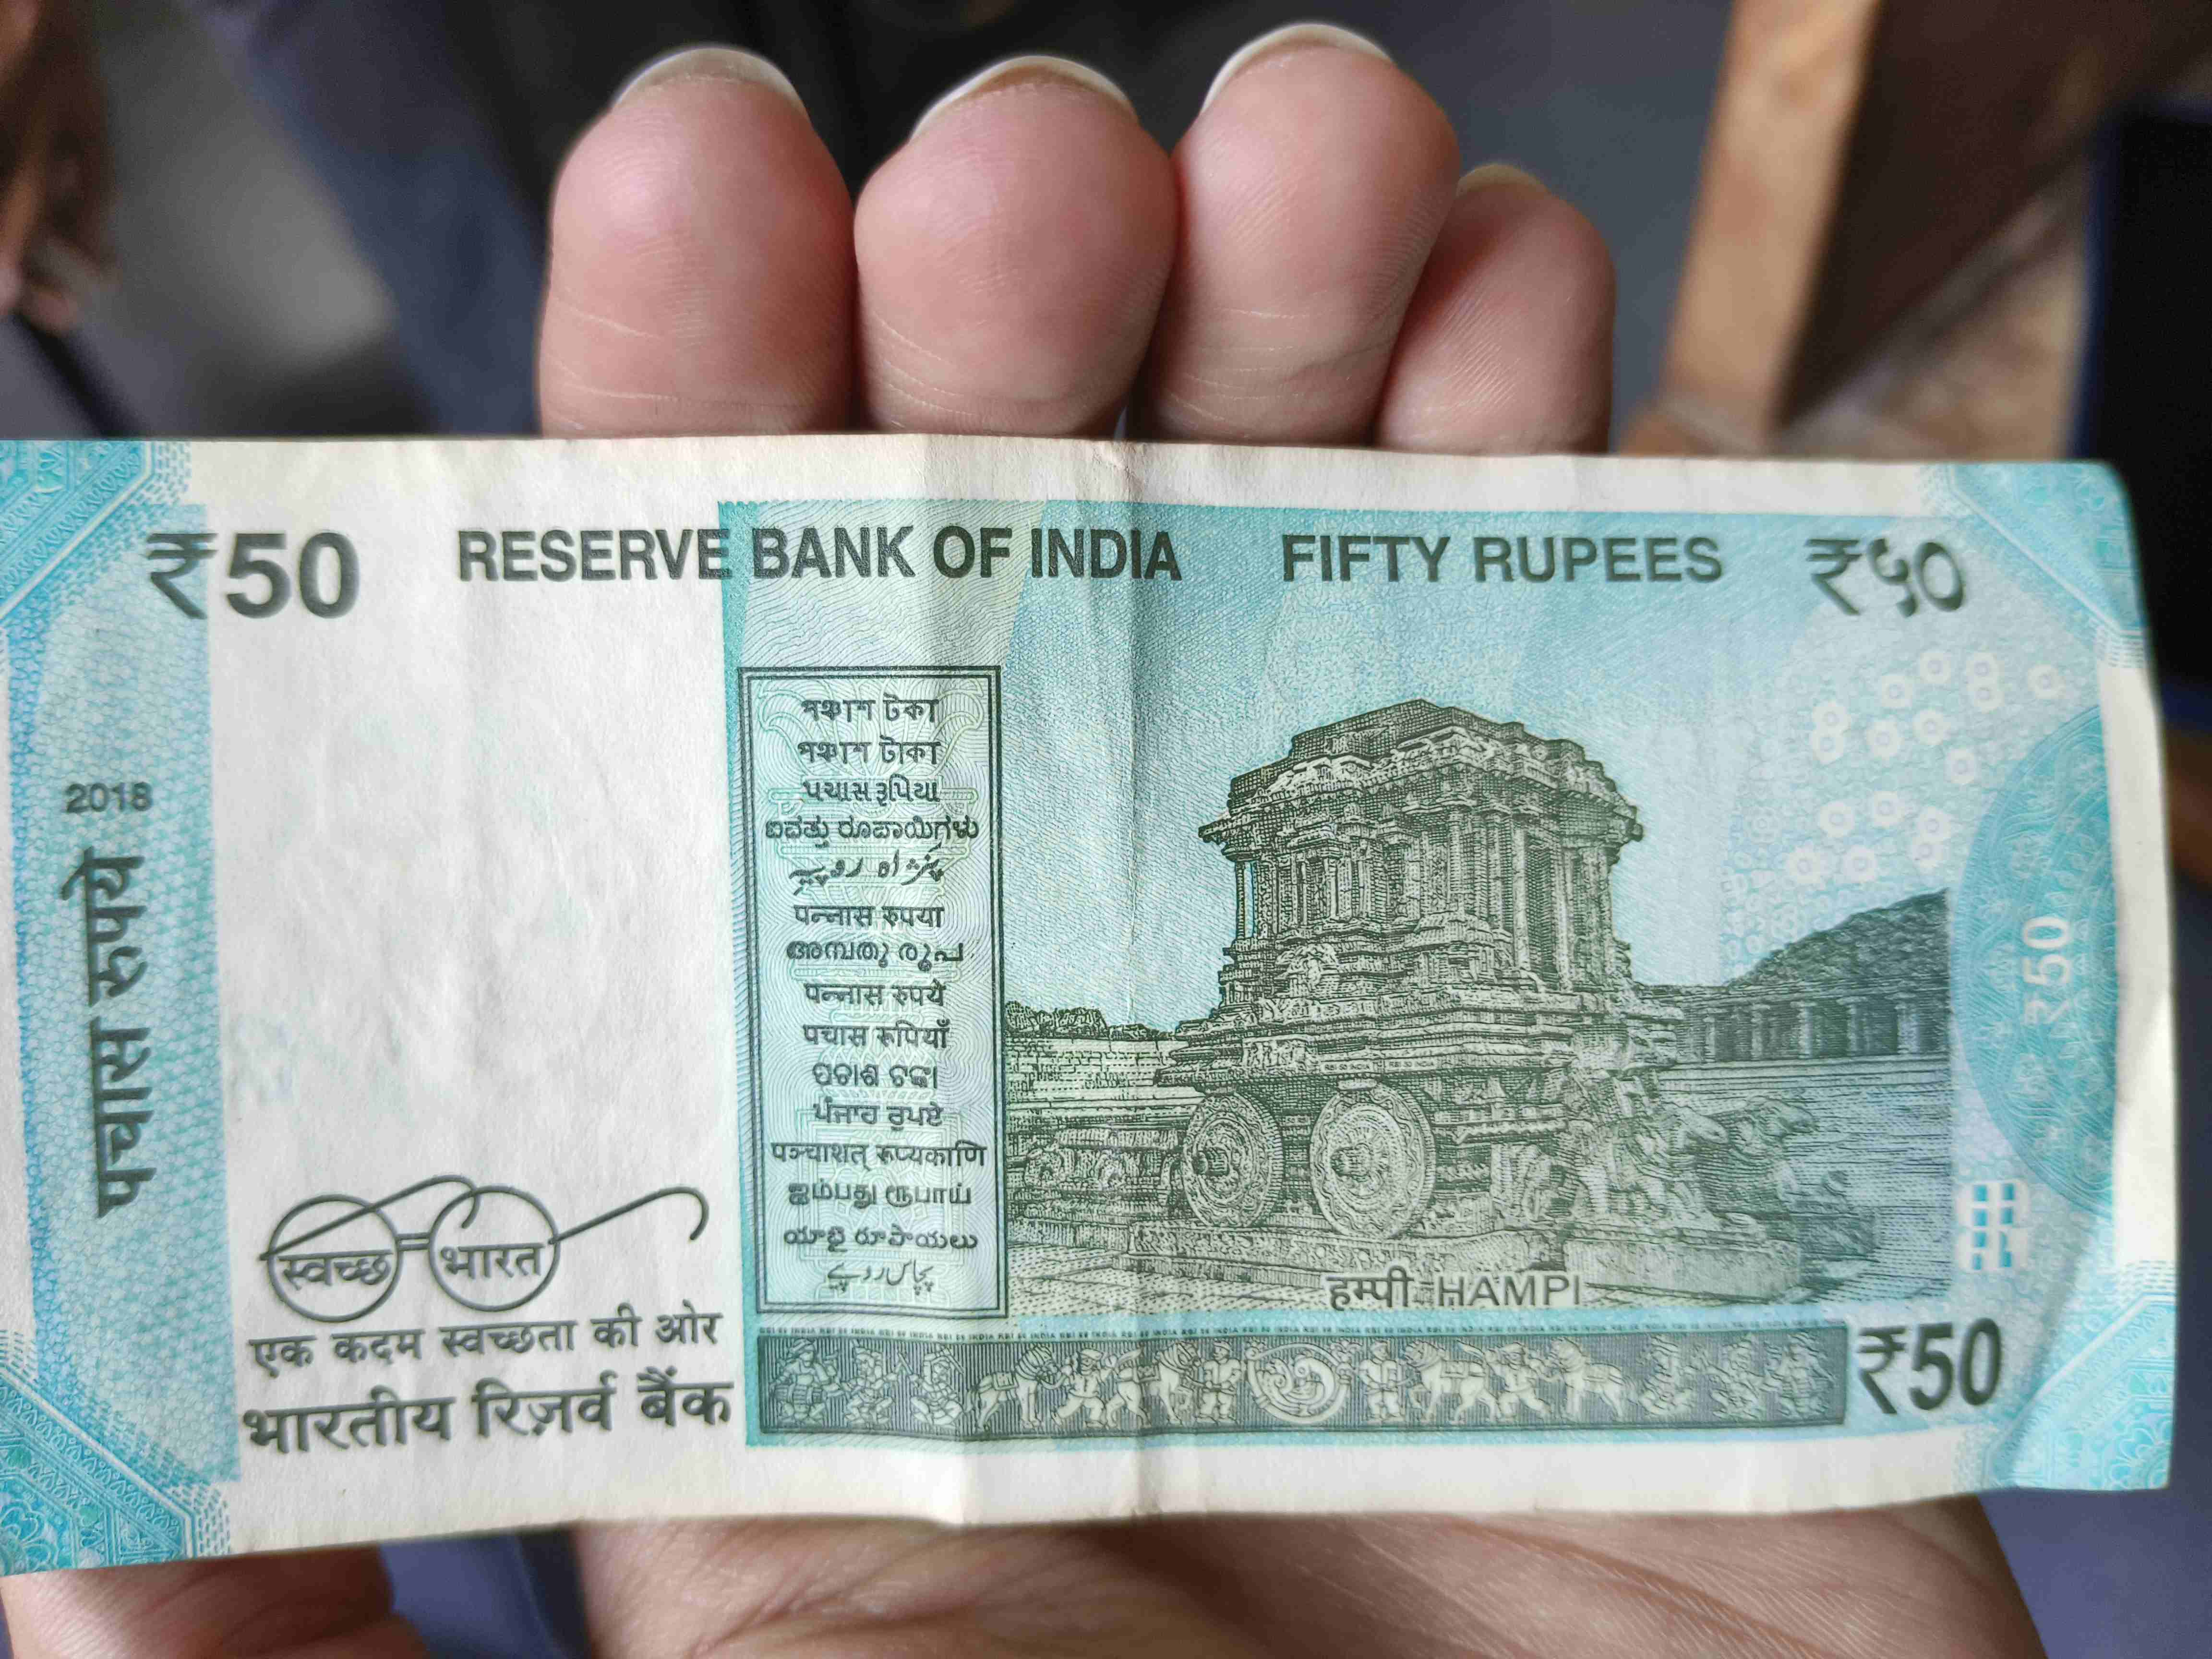 ₹50 RESERVE BANK OF INDIA FIFTY RUPEES ₹५०
2018
पचास रुपये
পঞ্চাশ টকা
পঞ্চাশ টাকা
પચાસ રૂપિયા
ಐವತ್ತು ರೂಪಾಯಿಗಳು
پنژاہ روپیہ
पन्नास रुपया
അമ്പതു രൂപ
पन्नास रुपये
पचास रूपियाँ
ପଚାଶ ଟଙ୍କା
ਪੰਜਾਹ ਰੁਪਏ
पञ्चाशत् रूप्यकाणि
ஐம்பது ரூபாய்
యాభై రూపాయలు
پچاس روپے
₹50
हम्पी HAMPI
स्वच्छ भारत
एक कदम स्वच्छता की ओर
भारतीय रिज़र्व बैंक
₹50